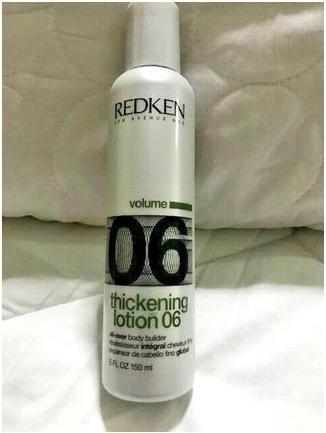 REDKEN
5TH AVENUE NYC
volume
06
thickening
lotion 06
all-over body builder
épaississeur intégral cheveux fins
expansor de cabello fino global
5 FL OZ 150 ml